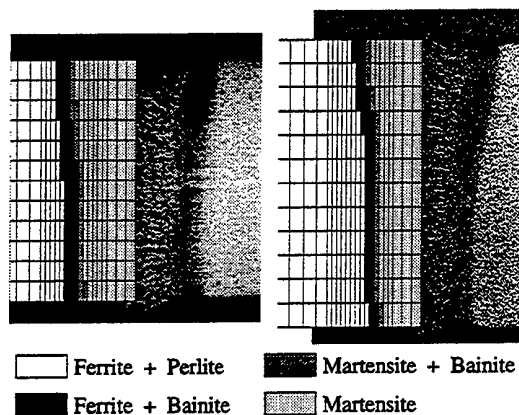 Ferrite + Perlite
Martensite + Bainite
Ferrite + Bainite
Martensite